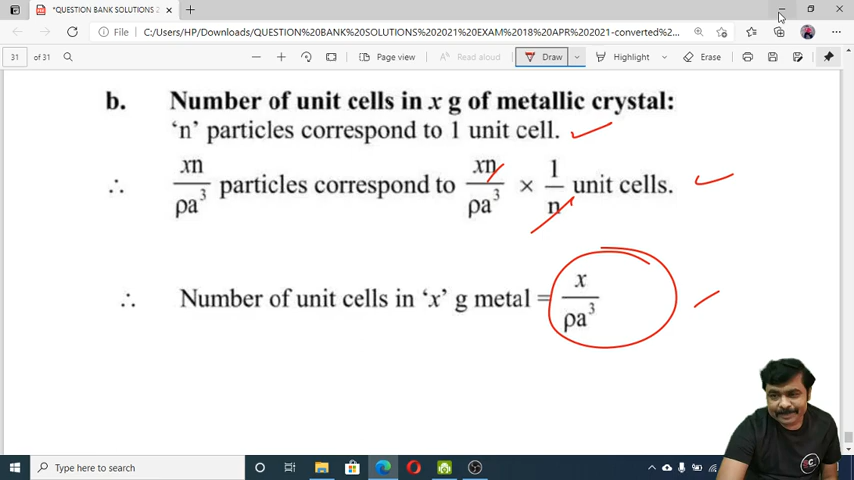 *QUESTION BANK SOLUTIONS 2
File
C:/Users/HP/Downloads/QUESTION%20BANK%20SOLUTIONS%202021%20EXAM%2018%20APR%202021-converted%2...
31 of 31
Page view
Read aloud
Draw
Highlight
Erase
b. Number of unit cells in x g of metallic crystal:
‘n’ particles correspond to 1 unit cell.
∴ xn/ρa³ particles correspond to xn/ρa³ × 1/n unit cells.
∴ Number of unit cells in ‘x’ g metal = x/ρa³
Type here to search